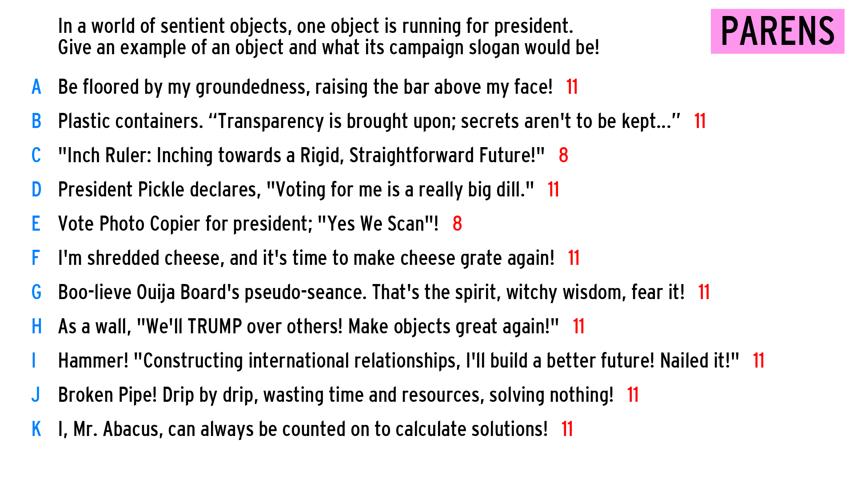 In a world of sentient objects, one object is running for president.
Give an example of an object and what its campaign slogan would be!
PARENS
A Be floored by my groundedness, raising the bar above my face! 11
B Plastic containers. “Transparency is brought upon; secrets aren't to be kept...” 11
C "Inch Ruler: Inching towards a Rigid, Straightforward Future!" 8
D President Pickle declares, "Voting for me is a really big dill." 11
E Vote Photo Copier for president; "Yes We Scan"! 8
F I'm shredded cheese, and it's time to make cheese grate again! 11
G Boo-lieve Ouija Board's pseudo-seance. That's the spirit, witchy wisdom, fear it! 11
H As a wall, "We'll TRUMP over others! Make objects great again!" 11
I Hammer! "Constructing international relationships, I'll build a better future! Nailed it!" 11
J Broken Pipe! Drip by drip, wasting time and resources, solving nothing! 11
K I, Mr. Abacus, can always be counted on to calculate solutions! 11